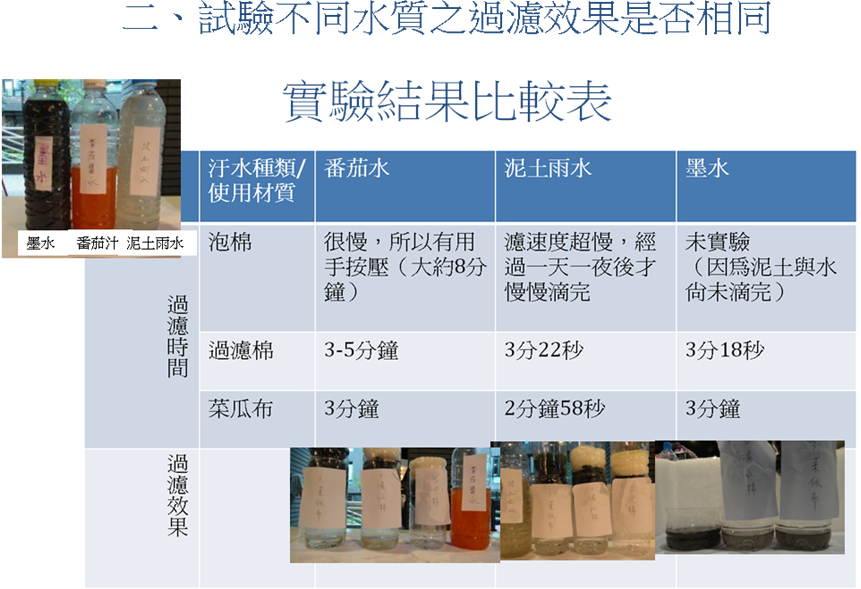 二、試驗不同水質之過濾效果是否相同
實驗結果比較表
墨水
墨水 番茄汁 泥土雨水
汙水種類/
使用材質
番茄水
泥土雨水
墨水
過濾時間
泡棉
很慢，所以有用
手按壓（大約8分
鐘）
濾速度超慢，經
過一天一夜後才
慢慢滴完
未實驗
（因為泥土與水
尚未滴完）
過濾棉
3-5分鐘
3分22秒
3分18秒
菜瓜布
3分鐘
2分鐘58秒
3分鐘
過濾效果